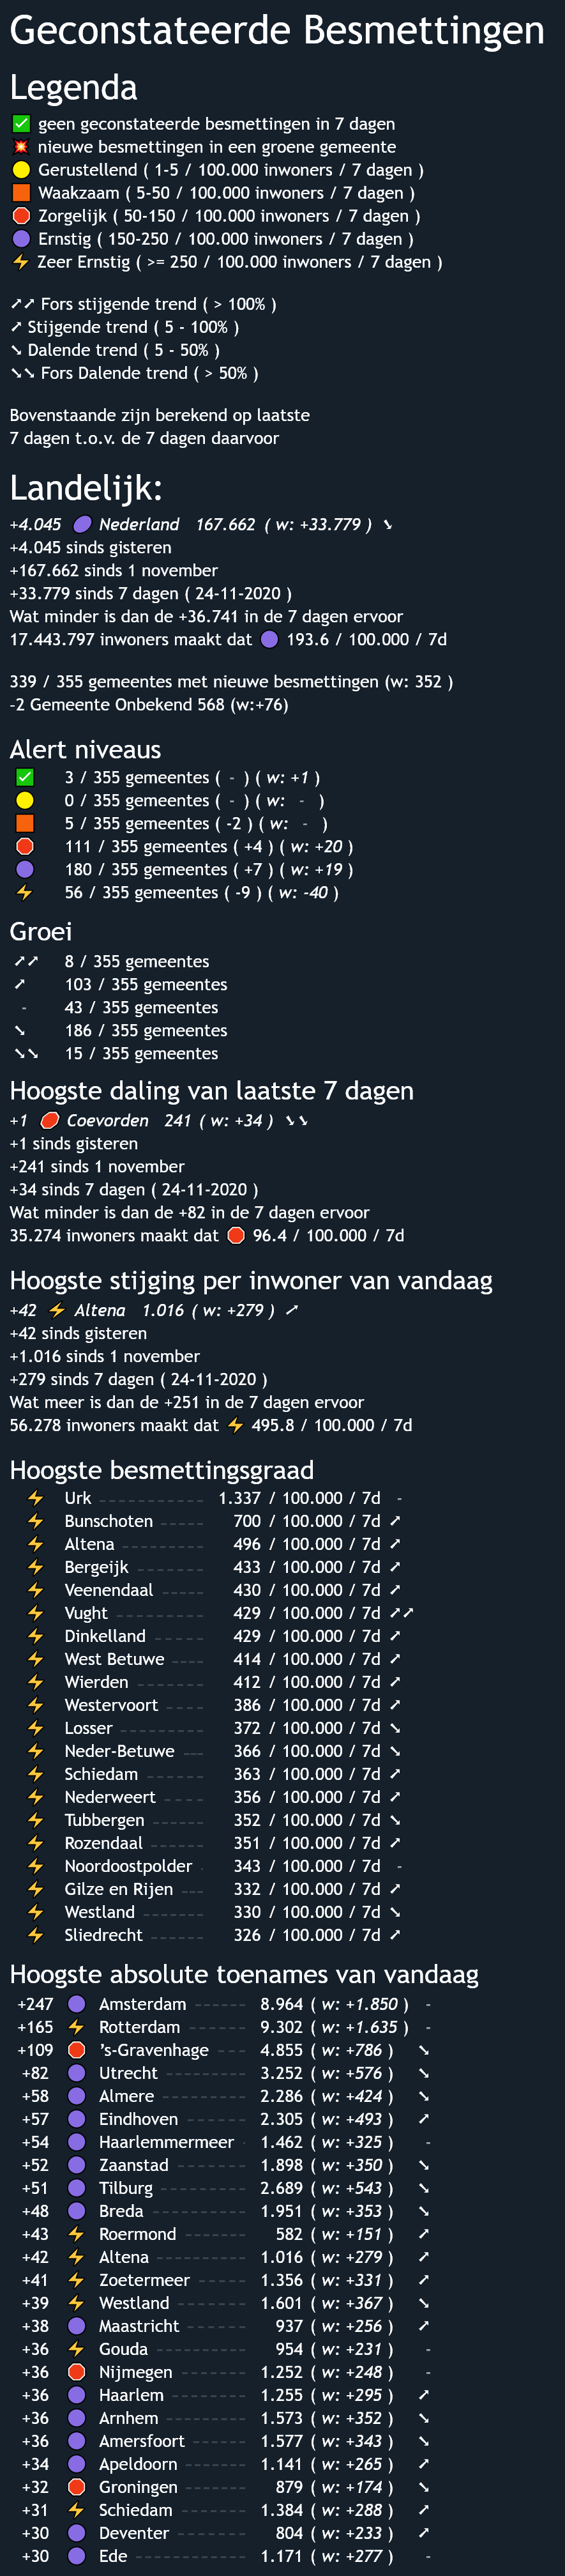 Geconstateerde Besmettingen
Legenda
✅ geen geconstateerde besmettingen in 7 dagen
💥 nieuwe besmettingen in een groene gemeente
🟡 Gerustellend ( 1-5 / 100.000 inwoners / 7 dagen )
🟧 Waakzaam ( 5-50 / 100.000 inwoners / 7 dagen )
🛑 Zorgelijk ( 50-150 / 100.000 inwoners / 7 dagen )
🟣 Ernstig ( 150-250 / 100.000 inwoners / 7 dagen )
⚡ Zeer Ernstig ( >= 250 / 100.000 inwoners / 7 dagen )
➚➚ Fors stijgende trend ( > 100% )
➚ Stijgende trend ( 5 - 100% )
➘ Dalende trend ( 5 - 50% )
➘➘ Fors Dalende trend ( > 50% )
Bovenstaande zijn berekend op laatste
7 dagen t.o.v. de 7 dagen daarvoor
Landelijk:
+4.045 🟣 Nederland 167.662 ( w: +33.779 ) ➘
+4.045 sinds gisteren
+167.662 sinds 1 november
+33.779 sinds 7 dagen ( 24-11-2020 )
Wat minder is dan de +36.741 in de 7 dagen ervoor
17.443.797 inwoners maakt dat 🟣 193.6 / 100.000 / 7d
339 / 355 gemeentes met nieuwe besmettingen (w: 352 )
-2 Gemeente Onbekend 568 (w:+76)
Alert niveaus
✅ 3 / 355 gemeentes ( - ) ( w: +1 )
🟡 0 / 355 gemeentes ( - ) ( w: - )
🟧 5 / 355 gemeentes ( -2 ) ( w: - )
🛑 111 / 355 gemeentes ( +4 ) ( w: +20 )
🟣 180 / 355 gemeentes ( +7 ) ( w: +19 )
⚡ 56 / 355 gemeentes ( -9 ) ( w: -40 )
Groei
➚➚ 8 / 355 gemeentes
➚ 103 / 355 gemeentes
- 43 / 355 gemeentes
➘ 186 / 355 gemeentes
➘➘ 15 / 355 gemeentes
Hoogste daling van laatste 7 dagen
+1 🛑 Coevorden 241 ( w: +34 ) ➘➘
+1 sinds gisteren
+241 sinds 1 november
+34 sinds 7 dagen ( 24-11-2020 )
Wat minder is dan de +82 in de 7 dagen ervoor
35.274 inwoners maakt dat 🛑 96.4 / 100.000 / 7d
Hoogste stijging per inwoner van vandaag
+42 ⚡ Altena 1.016 ( w: +279 ) ➚
+42 sinds gisteren
+1.016 sinds 1 november
+279 sinds 7 dagen ( 24-11-2020 )
Wat meer is dan de +251 in de 7 dagen ervoor
56.278 inwoners maakt dat ⚡ 495.8 / 100.000 / 7d
Hoogste besmettingsgraad
⚡ Urk 1.337 / 100.000 / 7d -
⚡ Bunschoten 700 / 100.000 / 7d ➚
⚡ Altena 496 / 100.000 / 7d ➚
⚡ Bergeijk 433 / 100.000 / 7d ➚
⚡ Veenendaal 430 / 100.000 / 7d ➚
⚡ Vught 429 / 100.000 / 7d ➚➚
⚡ Dinkelland 429 / 100.000 / 7d ➚
⚡ West Betuwe 414 / 100.000 / 7d ➚
⚡ Wierden 412 / 100.000 / 7d ➚
⚡ Westervoort 386 / 100.000 / 7d ➚
⚡ Losser 372 / 100.000 / 7d ➘
⚡ Neder-Betuwe 366 / 100.000 / 7d ➘
⚡ Schiedam 363 / 100.000 / 7d ➚
⚡ Nederweert 356 / 100.000 / 7d ➚
⚡ Tubbergen 352 / 100.000 / 7d ➘
⚡ Rozendaal 351 / 100.000 / 7d ➚
⚡ Noordoostpolder 343 / 100.000 / 7d -
⚡ Gilze en Rijen 332 / 100.000 / 7d ➚
⚡ Westland 330 / 100.000 / 7d ➘
⚡ Sliedrecht 326 / 100.000 / 7d ➚
Hoogste absolute toenames van vandaag
+247 🟣 Amsterdam 8.964 ( w: +1.850 ) -
+165 ⚡ Rotterdam 9.302 ( w: +1.635 ) -
+109 🛑 's-Gravenhage 4.855 ( w: +786 ) ➘
+82 🟣 Utrecht 3.252 ( w: +576 ) ➘
+58 🟣 Almere 2.286 ( w: +424 ) ➘
+57 🟣 Eindhoven 2.305 ( w: +493 ) ➚
+54 🟣 Haarlemmermeer 1.462 ( w: +325 ) -
+52 🟣 Zaanstad 1.898 ( w: +350 ) ➘
+51 🟣 Tilburg 2.689 ( w: +543 ) ➘
+48 🟣 Breda 1.951 ( w: +353 ) ➘
+43 ⚡ Roermond 582 ( w: +151 ) ➚
+42 ⚡ Altena 1.016 ( w: +279 ) ➚
+41 ⚡ Zoetermeer 1.356 ( w: +331 ) ➚
+39 ⚡ Westland 1.601 ( w: +367 ) ➘
+38 🟣 Maastricht 937 ( w: +256 ) ➚
+36 ⚡ Gouda 954 ( w: +231 ) -
+36 🛑 Nijmegen 1.252 ( w: +248 ) -
+36 🟣 Haarlem 1.255 ( w: +295 ) ➚
+36 🟣 Arnhem 1.573 ( w: +352 ) ➘
+36 🟣 Amersfoort 1.577 ( w: +343 ) ➘
+34 🟣 Apeldoorn 1.141 ( w: +265 ) ➚
+32 🛑 Groningen 879 ( w: +174 ) ➘
+31 ⚡ Schiedam 1.384 ( w: +288 ) ➚
+30 🟣 Deventer 804 ( w: +233 ) ➚
+30 🟣 Ede 1.171 ( w: +277 ) -